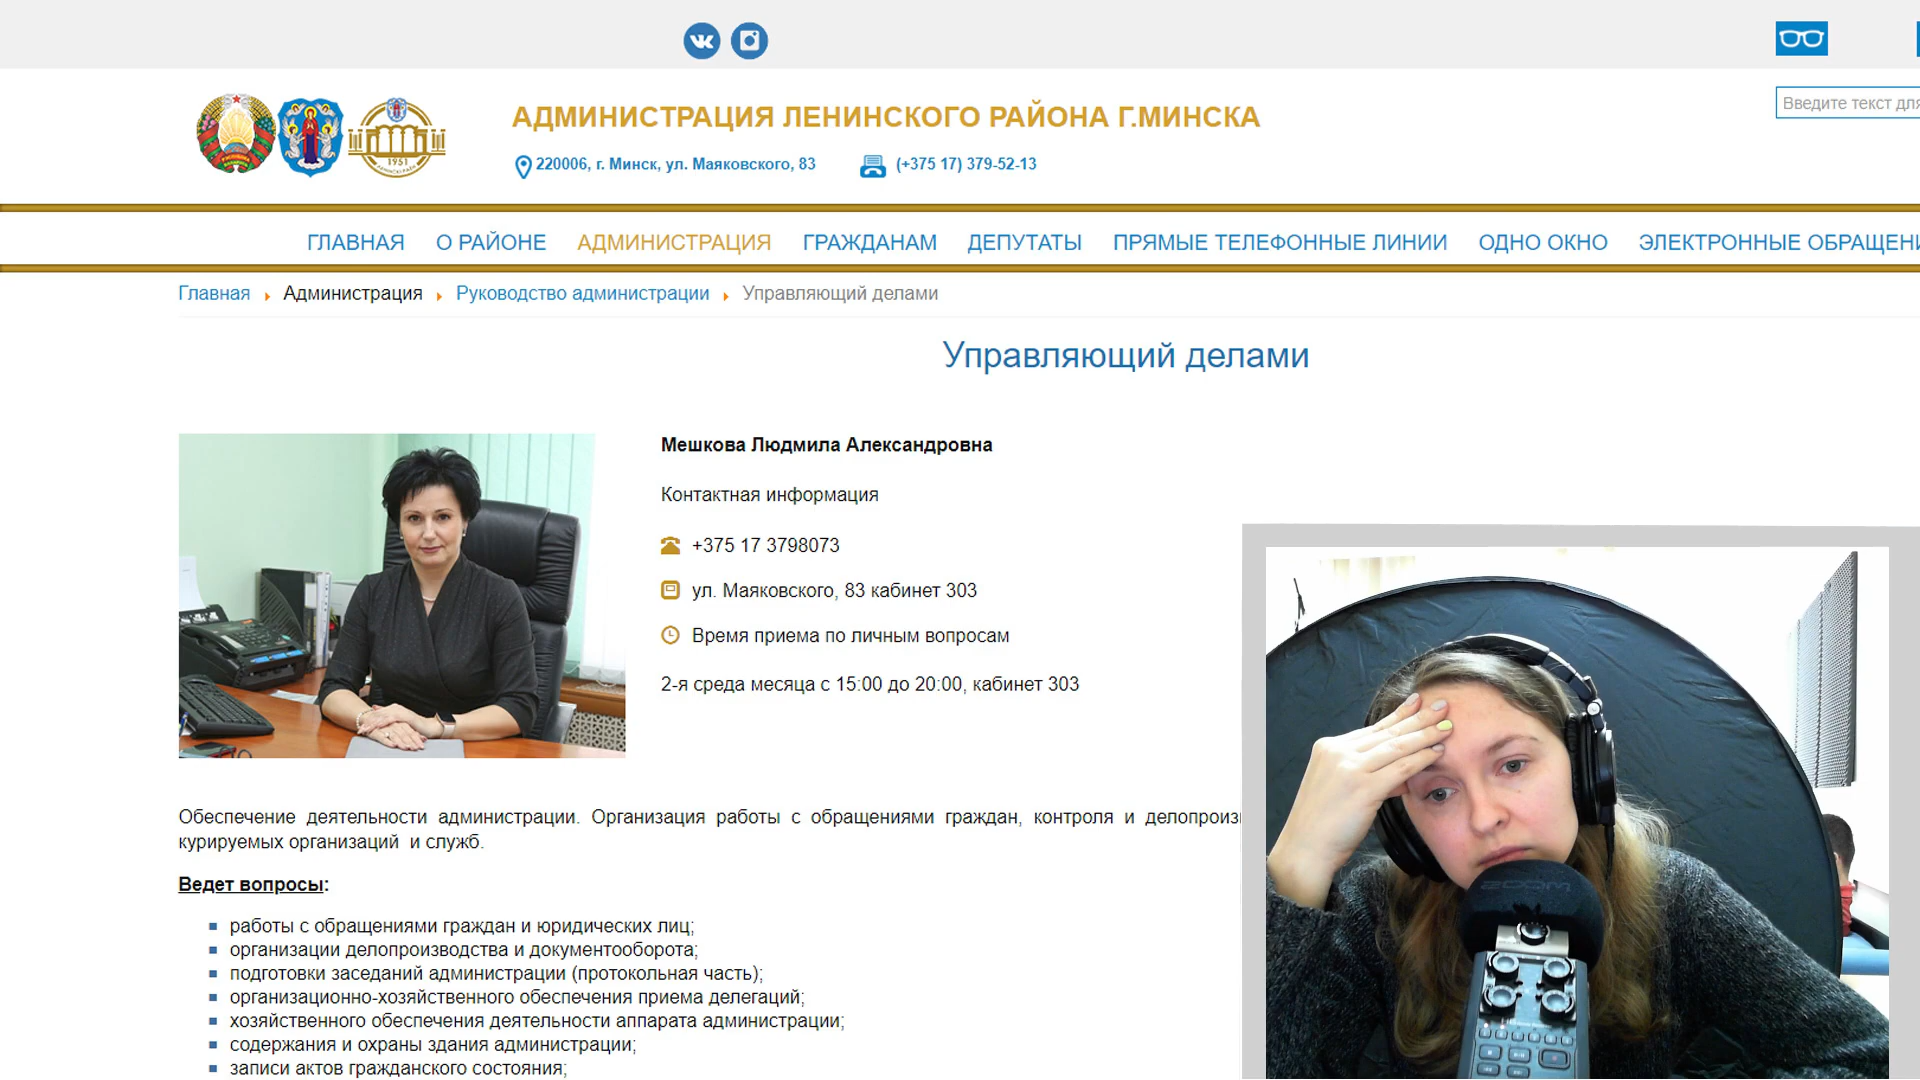 АДМИНИСТРАЦИЯ ЛЕНИНСКОГО РАЙОНА Г.МИНСКА
Введите текст для
1951
220006, г. Минск, ул. Маяковского, 83 (+375 17) 379-52-13
ГЛАВНАЯ О РАЙОНЕ АДМИНИСТРАЦИЯ ГРАЖДАНАМ ДЕПУТАТЫ ПРЯМЫЕ ТЕЛЕФОННЫЕ ЛИНИИ ОДНО ОКНО ЭЛЕКТРОННЫЕ
Главная Администрация Руководство администрации Управляющий делами
Управляющий делами
Мешкова Людмила Александровна
Контактная информация
+375 17 3798073
ул. Маяковского, 83 кабинет 303
Время приема по личным вопросам
2-я среда месяца с 15:00 до 20:00, кабинет 303
Обеспечение деятельности администрации. Организация работы с обращениями граждан, контроля и
курируемых организаций и служб.
Ведет вопросы:
работы с обращениями граждан и юридических лиц;
организации делопроизводства и документооборота;
подготовки заседаний администрации (протокольная часть);
организационно-хозяйственного обеспечения приема делегаций;
хозяйственного обеспечения деятельности аппарата администрации;
содержания и охраны здания администрации;
записи актов гражданского состояния;
zoom